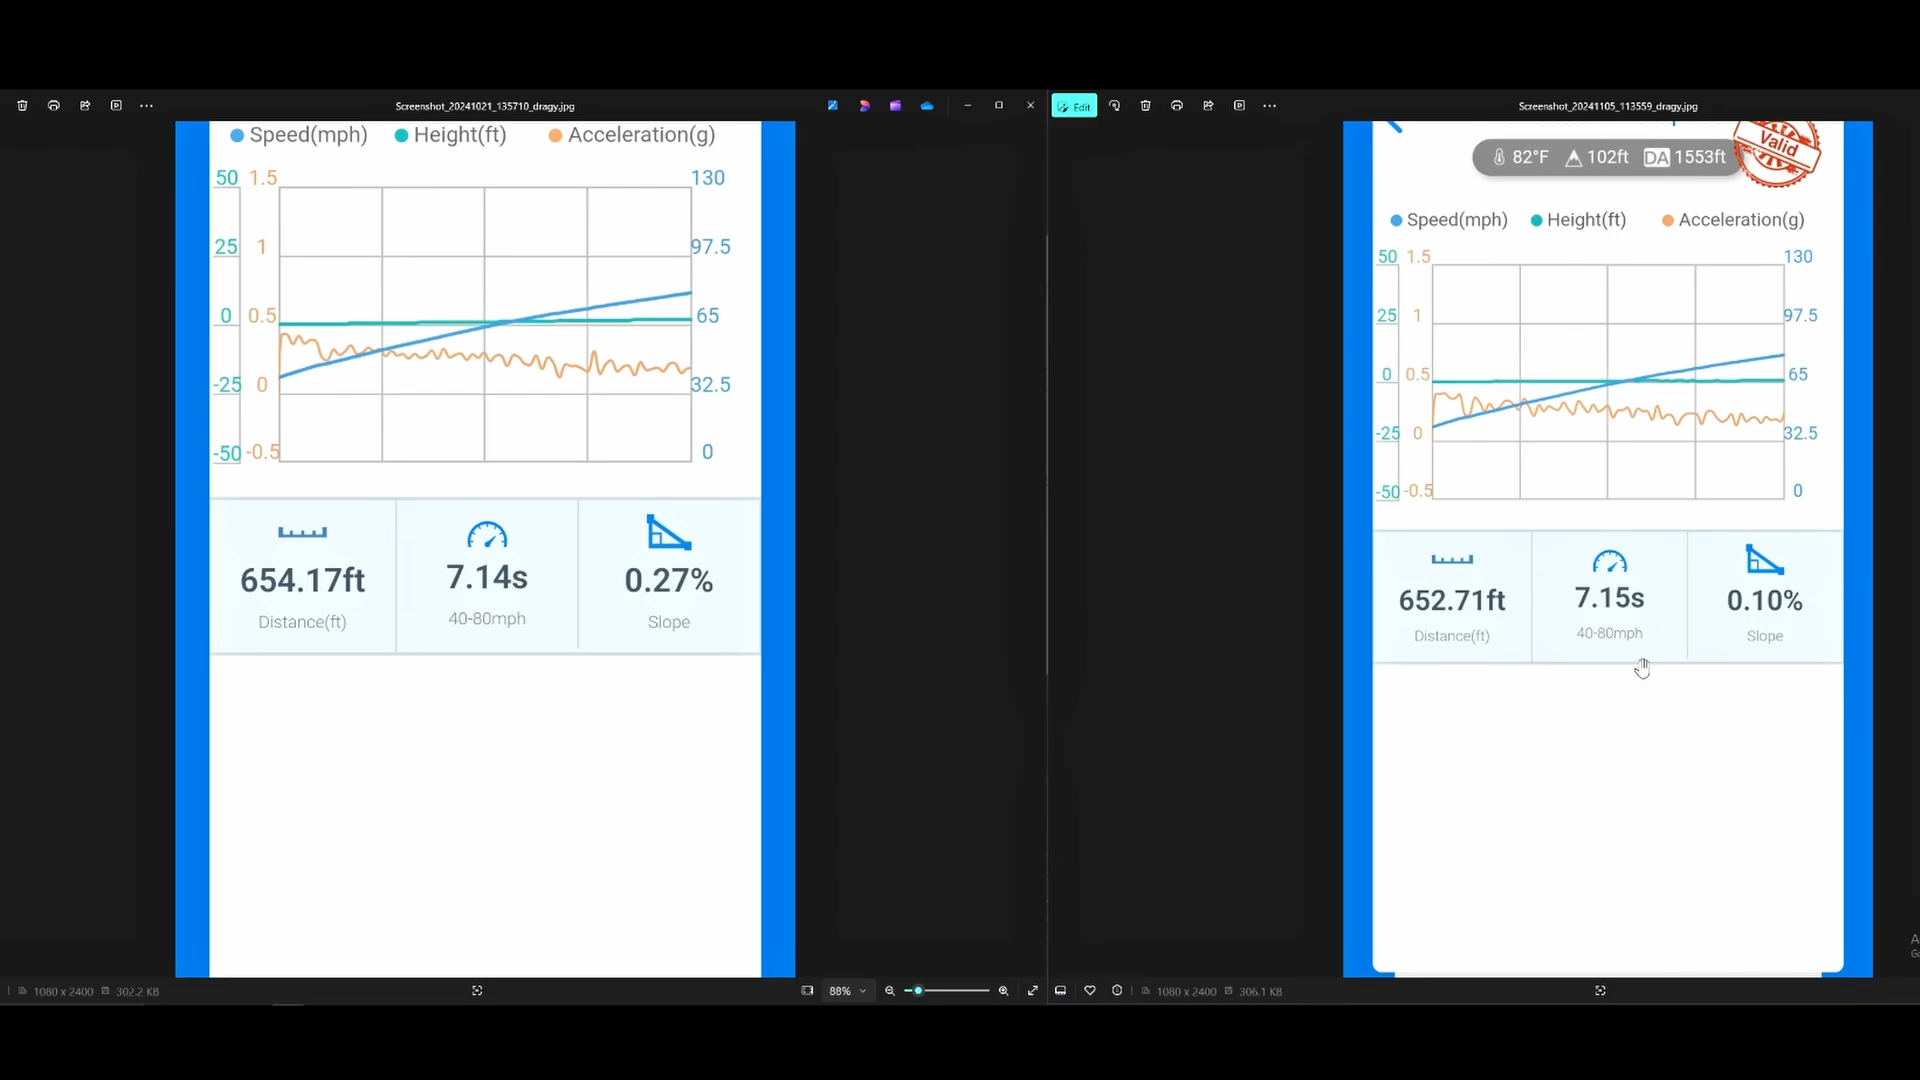 Screenshot_20241021_135710_dragy.jpg
Speed(mph) Height(ft) Acceleration(g)
50 1.5 130
25 1 97.5
0 0.5 65
-25 0 32.5
-50 -0.5 0
654.17ft 7.14s 0.27%
Distance(ft) 40-80mph Slope
1080 x 2400 302.2 KB 88%
Edit Screenshot_20241105_113559_dragy.jpg
Valid
82°F 102ft DA 1553ft
Speed(mph) Height(ft) Acceleration(g)
50 1.5 130
25 1 97.5
0 0.5 65
-25 0 32.5
-50 -0.5 0
652.71ft 7.15s 0.10%
Distance(ft) 40-80mph Slope
1080 x 2400 306.1 KB